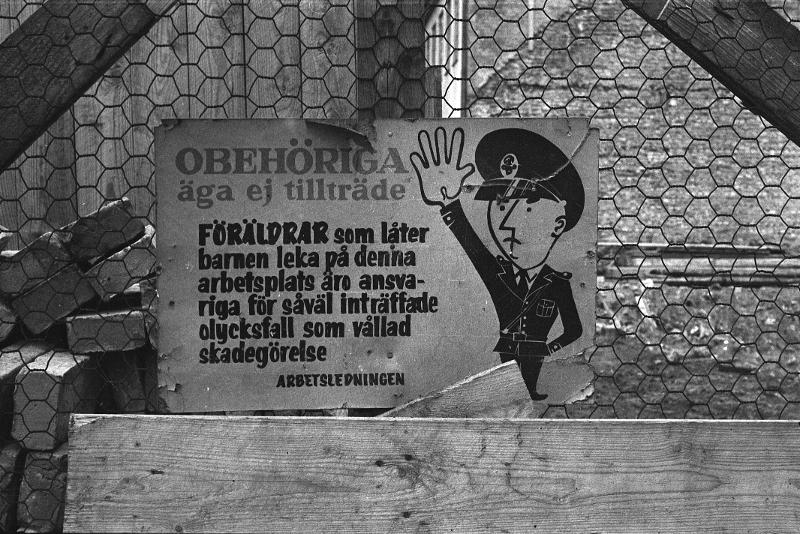 OBEHÖRIGA
äga ej tillträde
FÖRÄLDRAR som låter
barnen leka på denna
arbetsplats äro ansva-
riga för såväl inträffade
olycksfall som vållad
skadegörelse
ARBETSLEDNINGEN